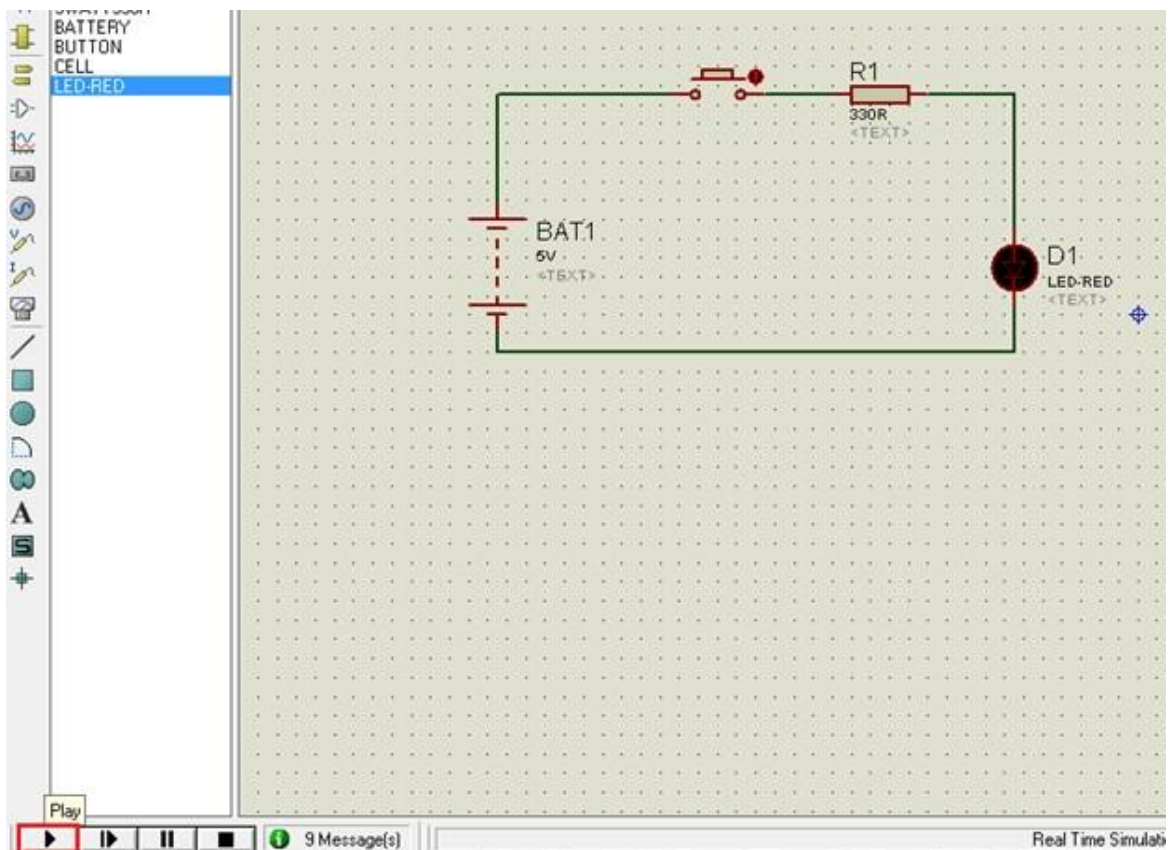 BATTERY
BUTTON
CELL
LED-RED
R1
330R
<TEXT>
BAT1
5V
<TEXT>
D1
LED-RED
<TEXT>
A
S
Play
9 Message(s)
Real Time Simulati